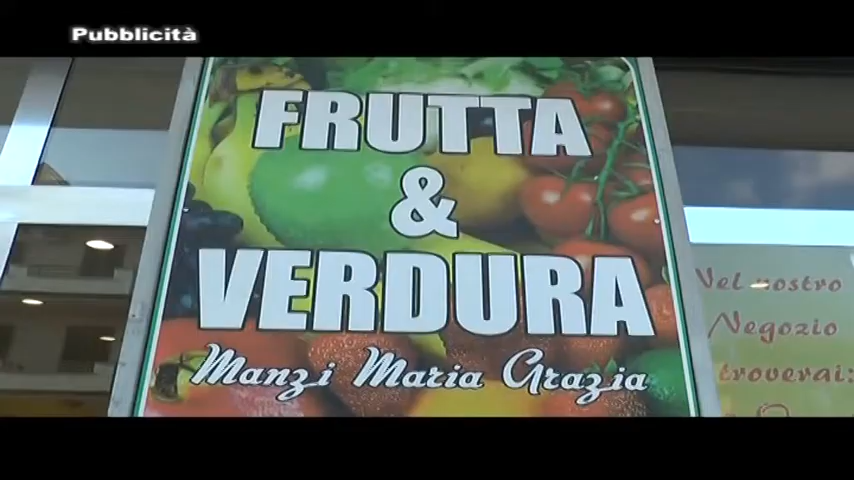 Pubblicità
FRUTTA
&
VERDURA
Manzi Maria Grazia
Nel nostro
Negozio
troverai: